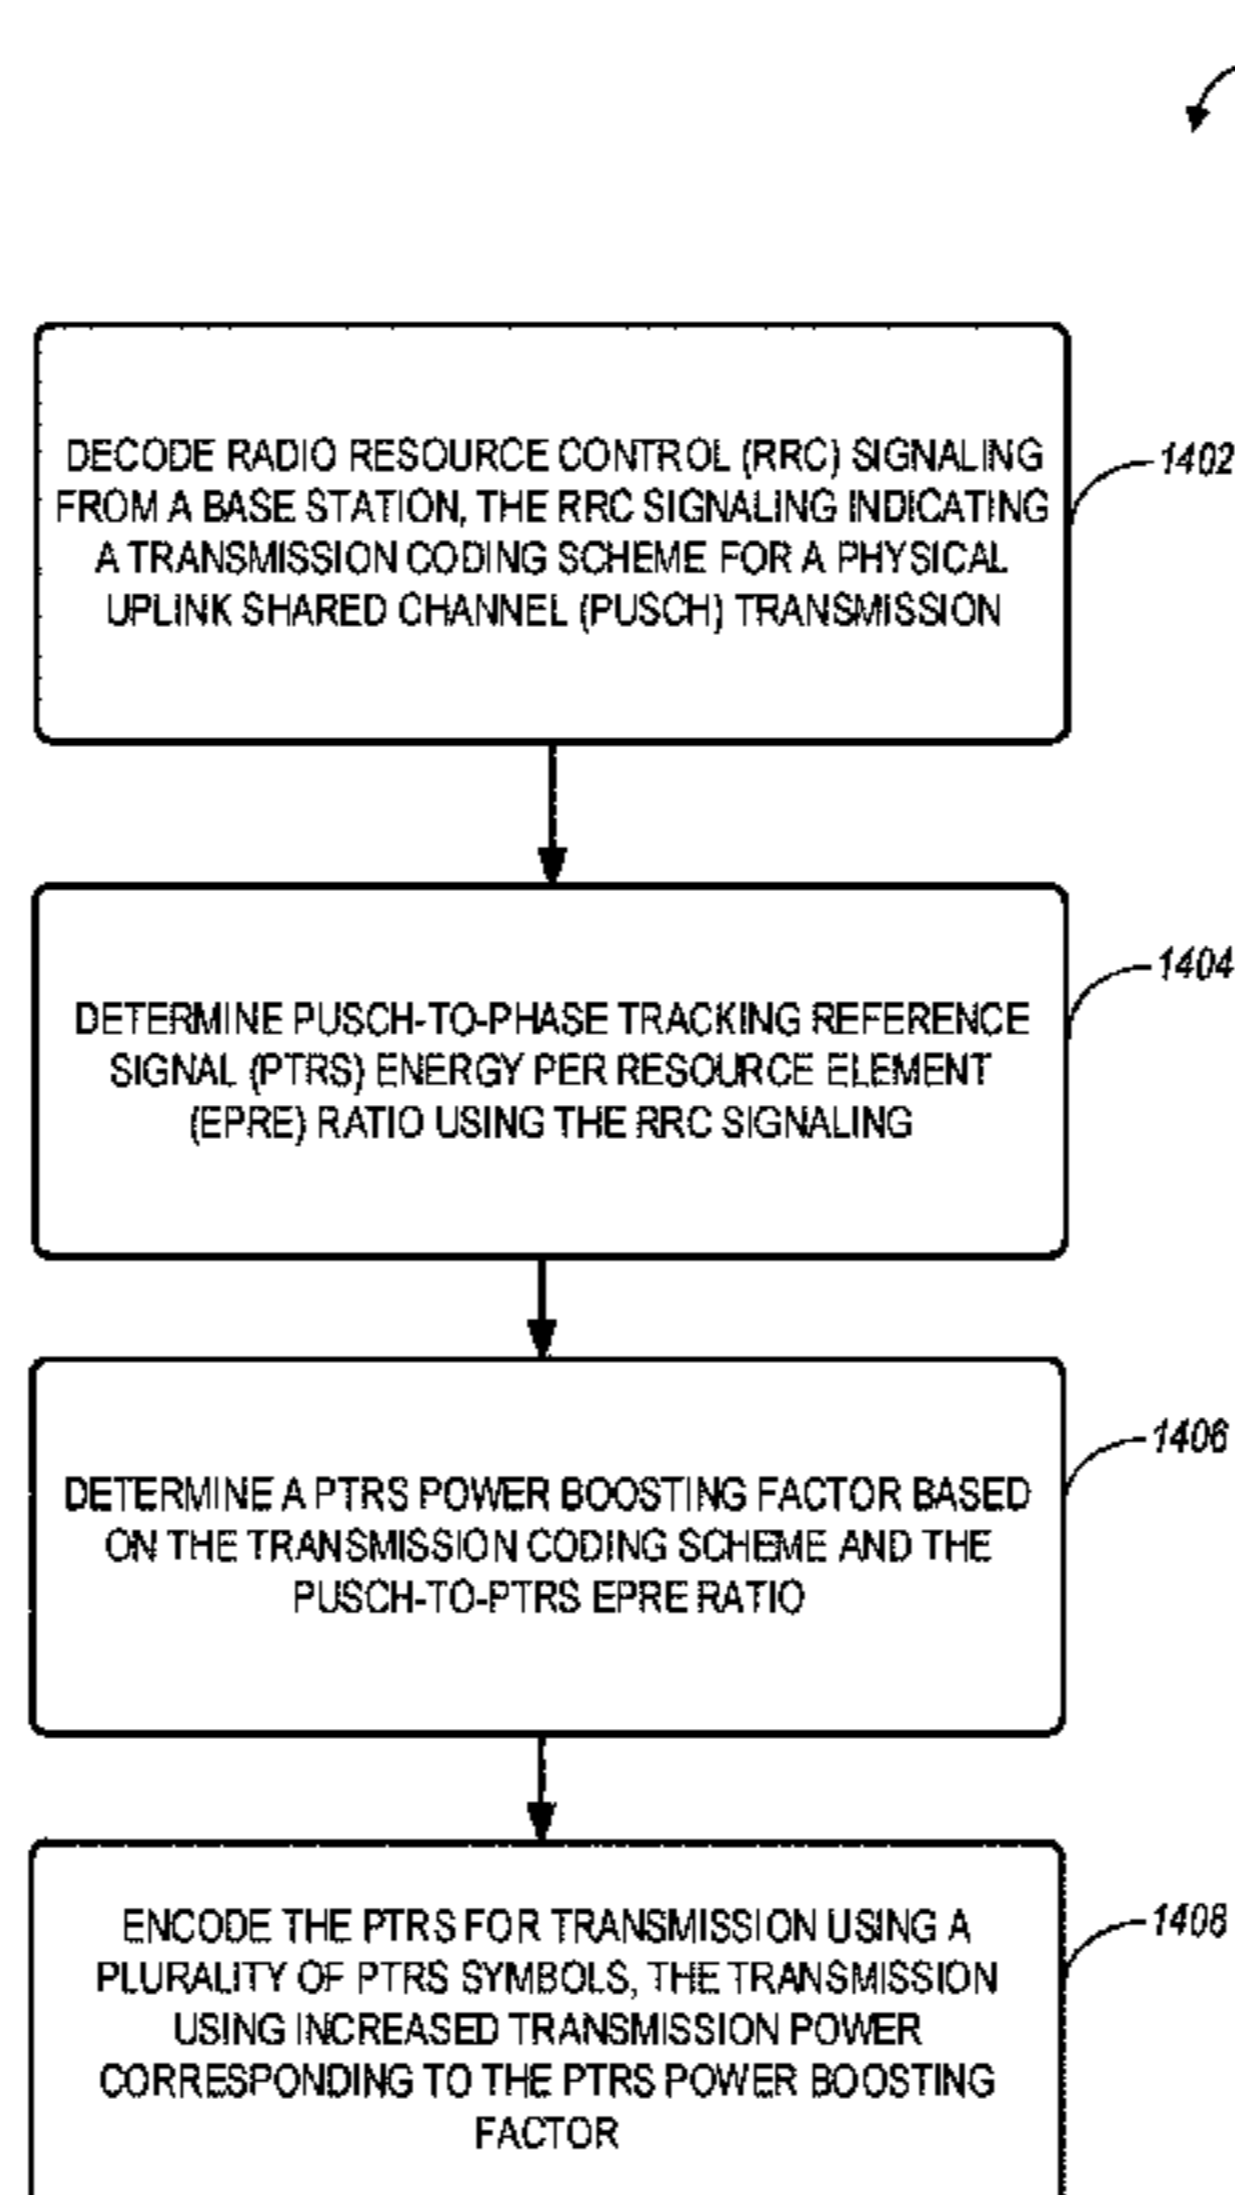 DECODE RADIO RESOURCE CONTROL (RRC) SIGNALING
FROM A BASE STATION, THE RRC SIGNALING INDICATING
A TRANSMISSION CODING SCHEME FOR A PHYSICAL
UPLINK SHARED CHANNEL (PUSCH) TRANSMISSION
1402
DETERMINE PUSCH-TO-PHASE TRACKING REFERENCE
SIGNAL (PTRS) ENERGY PER RESOURCE ELEMENT
(EPRE) RATIO USING THE RRC SIGNALING
1404
DETERMINE A PTRS POWER BOOSTING FACTOR BASED
ON THE TRANSMISSION CODING SCHEME AND THE
PUSCH-TO-PTRS EPRE RATIO
1406
ENCODE THE PTRS FOR TRANSMISSION USING A
PLURALITY OF PTRS SYMBOLS, THE TRANSMISSION
USING INCREASED TRANSMISSION POWER
CORRESPONDING TO THE PTRS POWER BOOSTING
FACTOR
1408